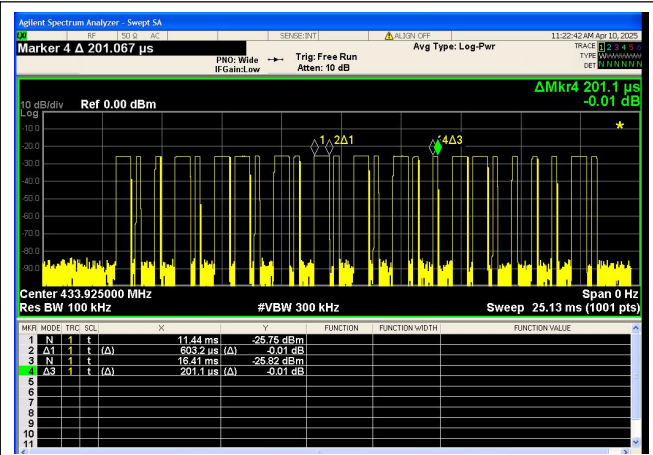 Agilent Spectrum Analyzer - Swept SA
RF 50 Ω AC SENSE:INT ALIGN OFF 11:22:42 AM Apr 10, 2025
Marker 4 Δ 201.067 µs
PNO: Wide Trig: Free Run Avg Type: Log-Pwr TRACE 1 2 3 4 5 6
IFGain:Low Atten: 10 dB TYPE
DET N N N N N N
ΔMkr4 201.1 µs
-0.01 dB
10 dB/div Ref 0.00 dBm
Log
-10.0
1 2Δ1 4Δ3
-20.0
-30.0
-40.0
-50.0
-60.0
-70.0
-80.0
-90.0
Center 433.925000 MHz Span 0 Hz
Res BW 100 kHz #VBW 300 kHz Sweep 25.13 ms (1001 pts)
MKR MODE TRC SCL X Y FUNCTION FUNCTION WIDTH FUNCTION VALUE
1 N 1 t 11.44 ms -25.75 dBm
2 Δ1 1 t (Δ) 603.2 µs (Δ) -0.01 dB
3 N 1 t 16.41 ms -25.82 dBm
4 Δ3 1 t (Δ) 201.1 µs (Δ) -0.01 dB
5
6
7
8
9
10
11